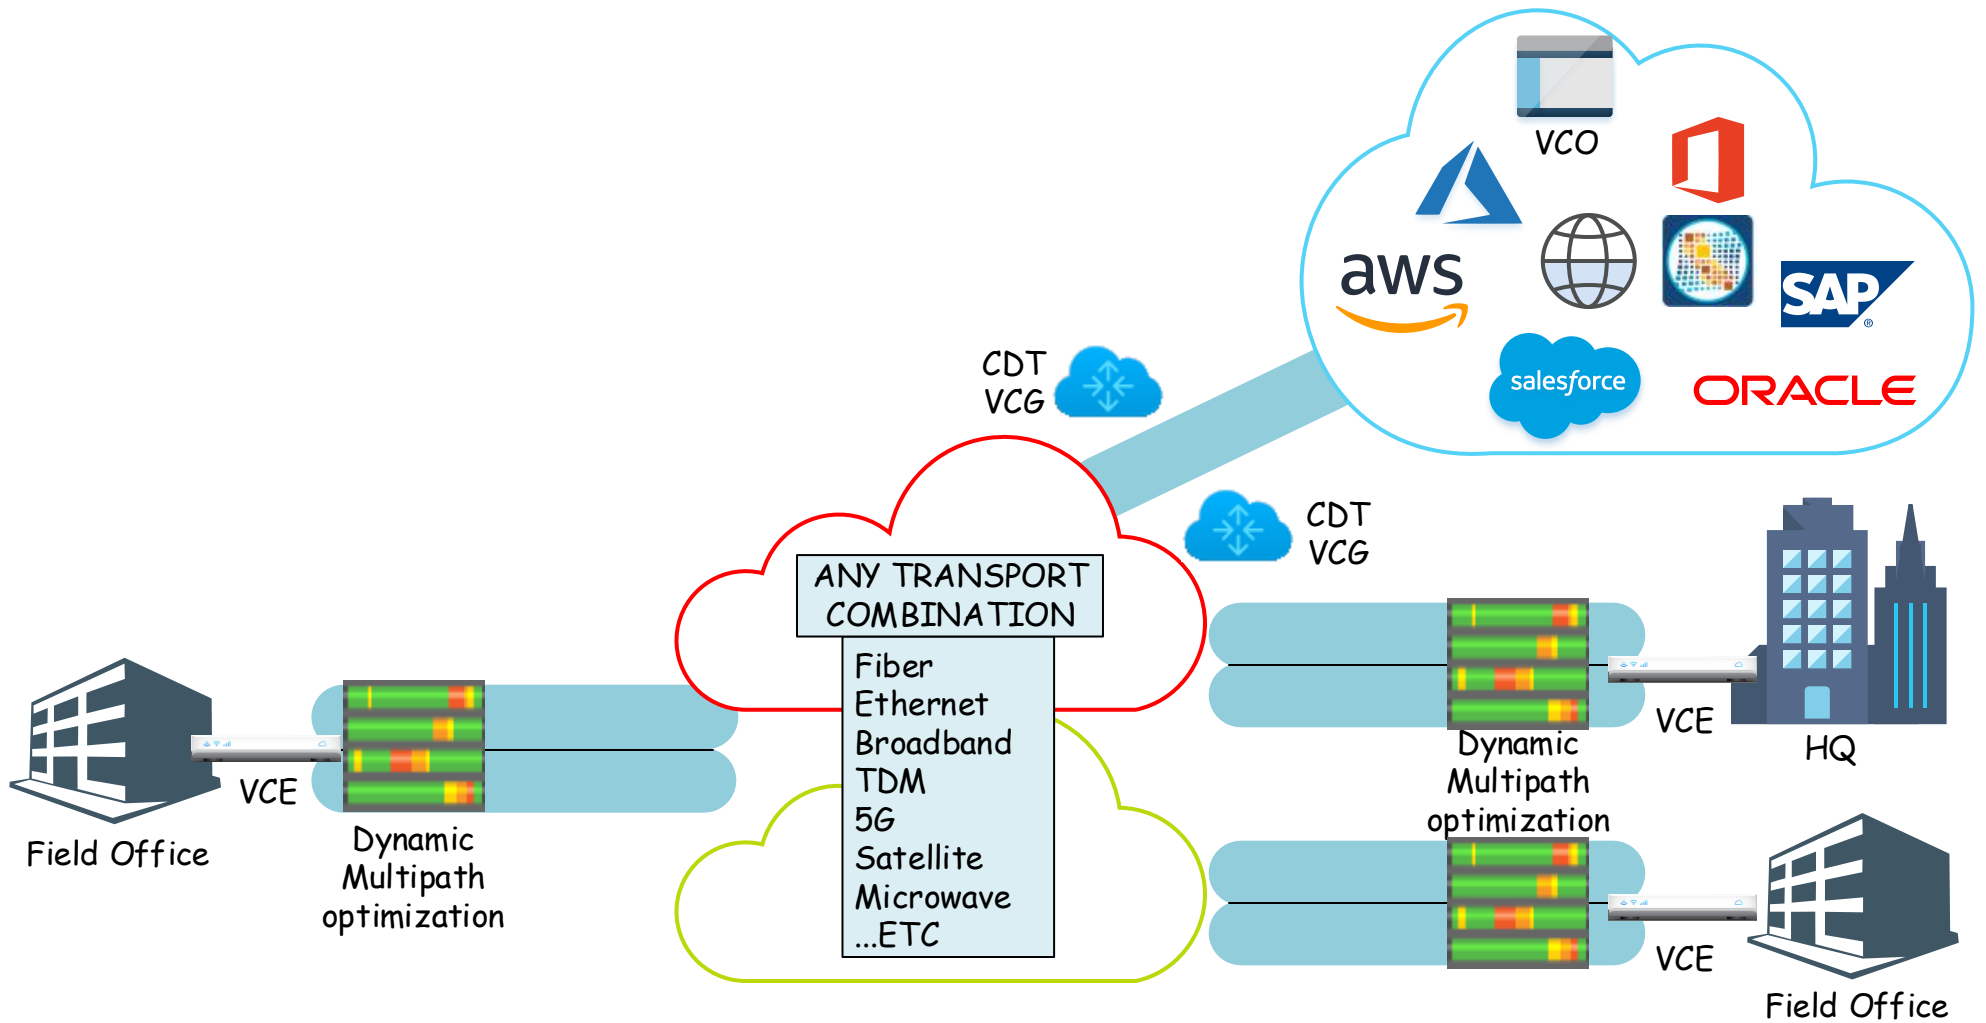 VCO
aws
SAP
®
salesforce
ORACLE
CDT
VCG
CDT
VCG
ANY TRANSPORT
COMBINATION
Fiber
Ethernet
Broadband
TDM
5G
Satellite
Microwave
...ETC
VCE
Field Office
Dynamic
Multipath
optimization
VCE
HQ
Dynamic
Multipath
optimization
VCE
Field Office